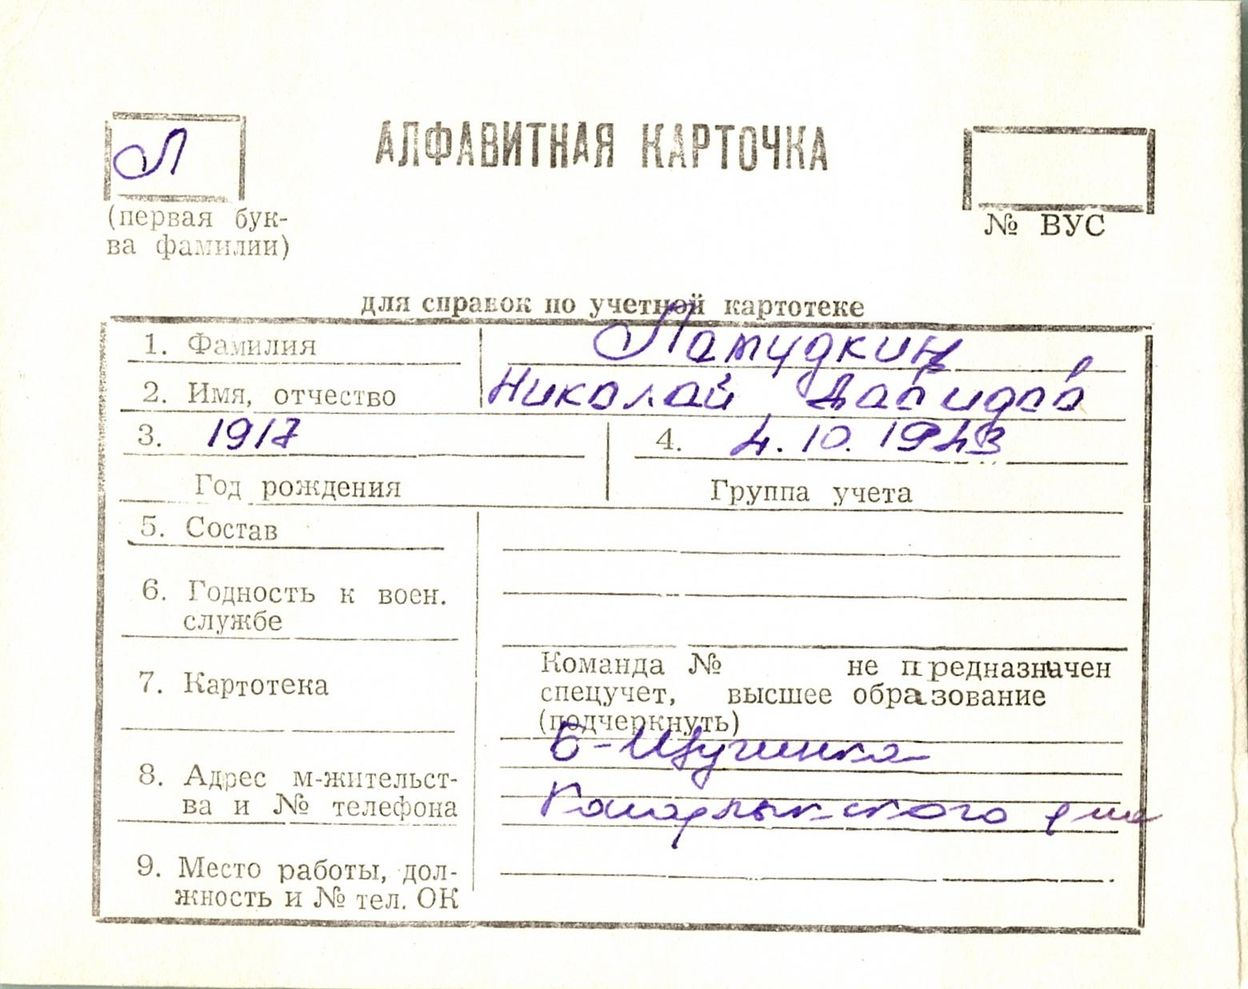 Л
АЛФАВИТНАЯ КАРТОЧКА
(первая бук-
ва фамилии)
№ ВУС
для справок по учетной картотеке
1. Фамилия
Ламудкин
2. Имя, отчество
Николай Давидов
3. 1917
4. 4.10.1943
Год рождения
Группа учета
5. Состав
6. Годность к воен.
службе
7. Картотека
Команда № не предназначен
спецучет, высшее образование
(подчеркнуть)
8. Адрес м-жительст-
ва и № телефона
Б-Щучинка
Кагарлыкского
9. Место работы, дол-
жность и № тел. ОК